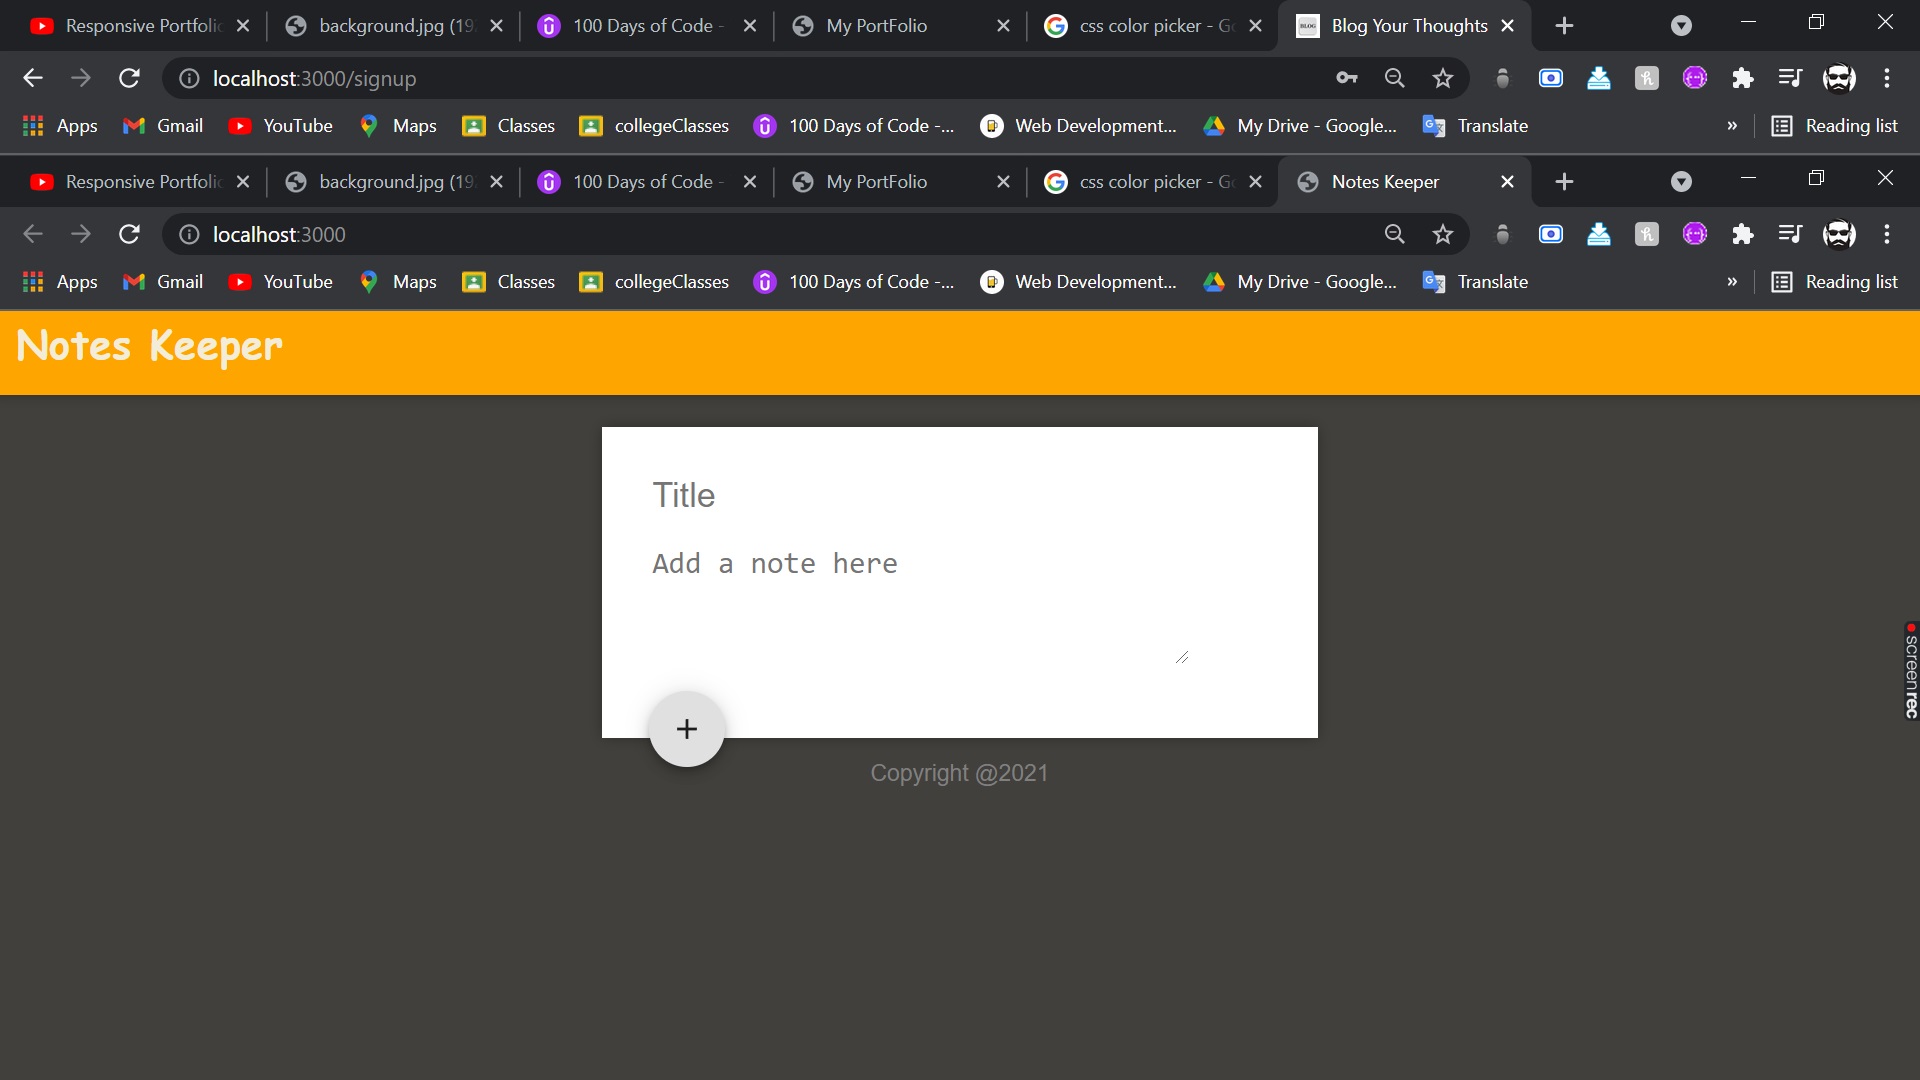 Responsive Portfolio
background.jpg (19
100 Days of Code -
My PortFolio
css color picker - G
BLOG
Blog Your Thoughts
localhost:3000/signup
Apps
Gmail
YouTube
Maps
Classes
collegeClasses
100 Days of Code -...
Web Development...
My Drive - Google...
Translate
»
Reading list
Responsive Portfolio
background.jpg (19
100 Days of Code -
My PortFolio
css color picker - G
Notes Keeper
localhost:3000
Apps
Gmail
YouTube
Maps
Classes
collegeClasses
100 Days of Code -...
Web Development...
My Drive - Google...
Translate
»
Reading list
Notes Keeper
Title
Add a note here
+
Copyright @2021
screenrec